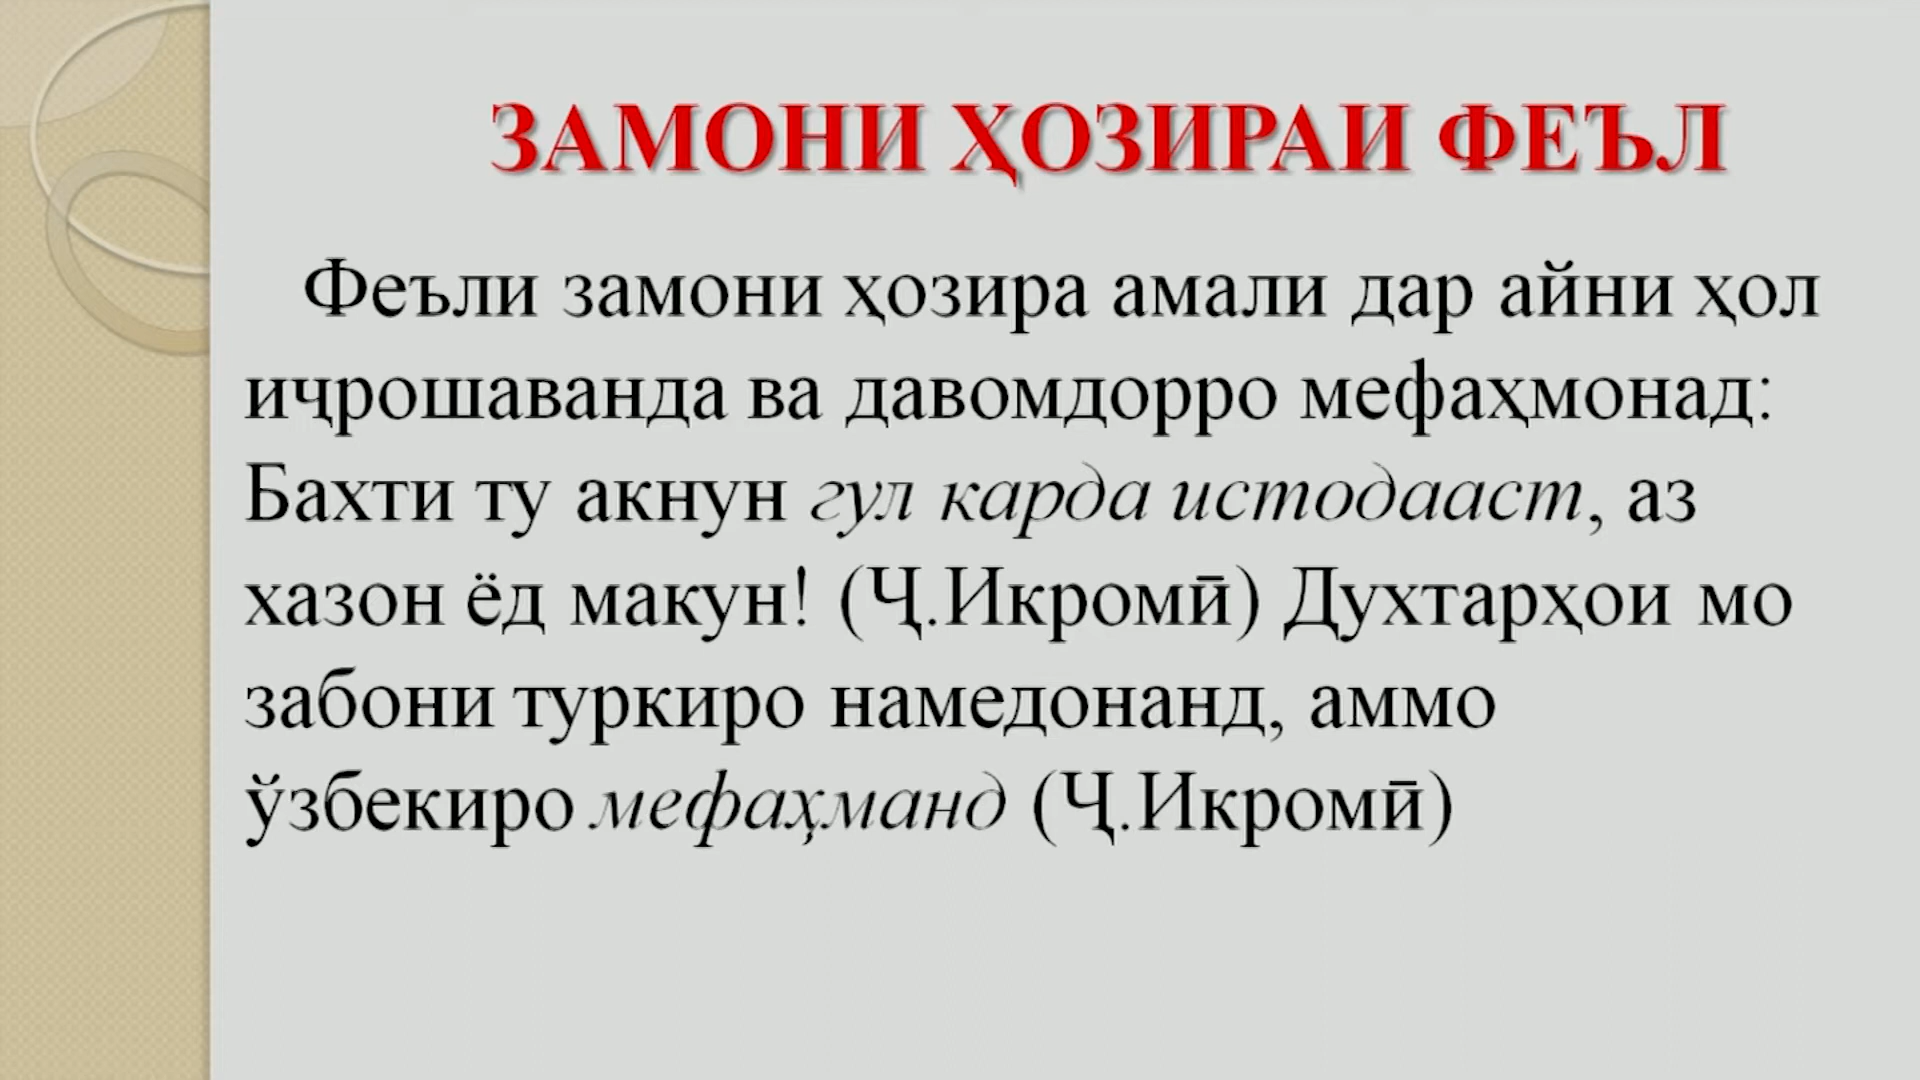 ЗАМОНИ ҲОЗИРАИ ФЕЪЛ
Феъли замони ҳозира амали дар айни ҳол
иҷрошаванда ва давомдорро мефаҳмонад:
Бахти ту акнун гул карда истодааст, аз
хазон ёд макун! (Ҷ.Икромӣ) Духтарҳои мо
забони туркиро намедонанд, аммо
ӯзбекиро мефаҳманд (Ҷ.Икромӣ)